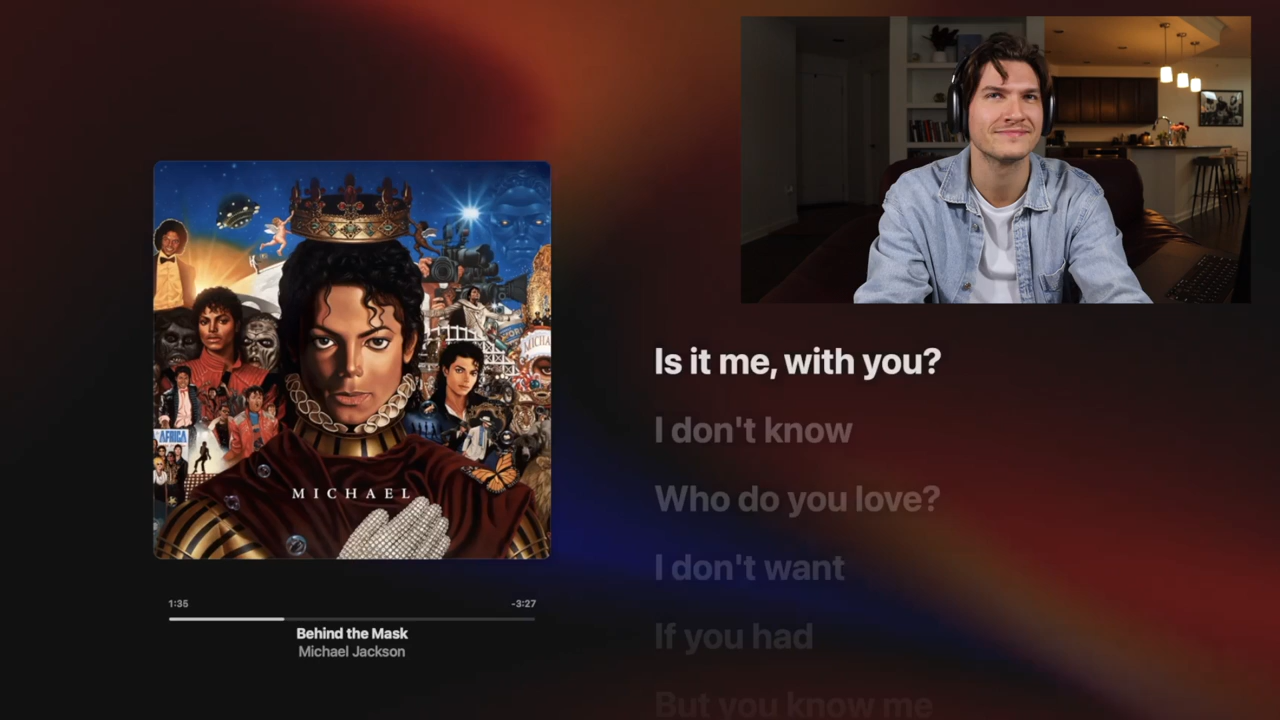 AFRICA
MICHAEL
1:35
-3:27
Behind the Mask
Michael Jackson
Is it me, with you?
I don't know
Who do you love?
I don't want
If you had
But you know me